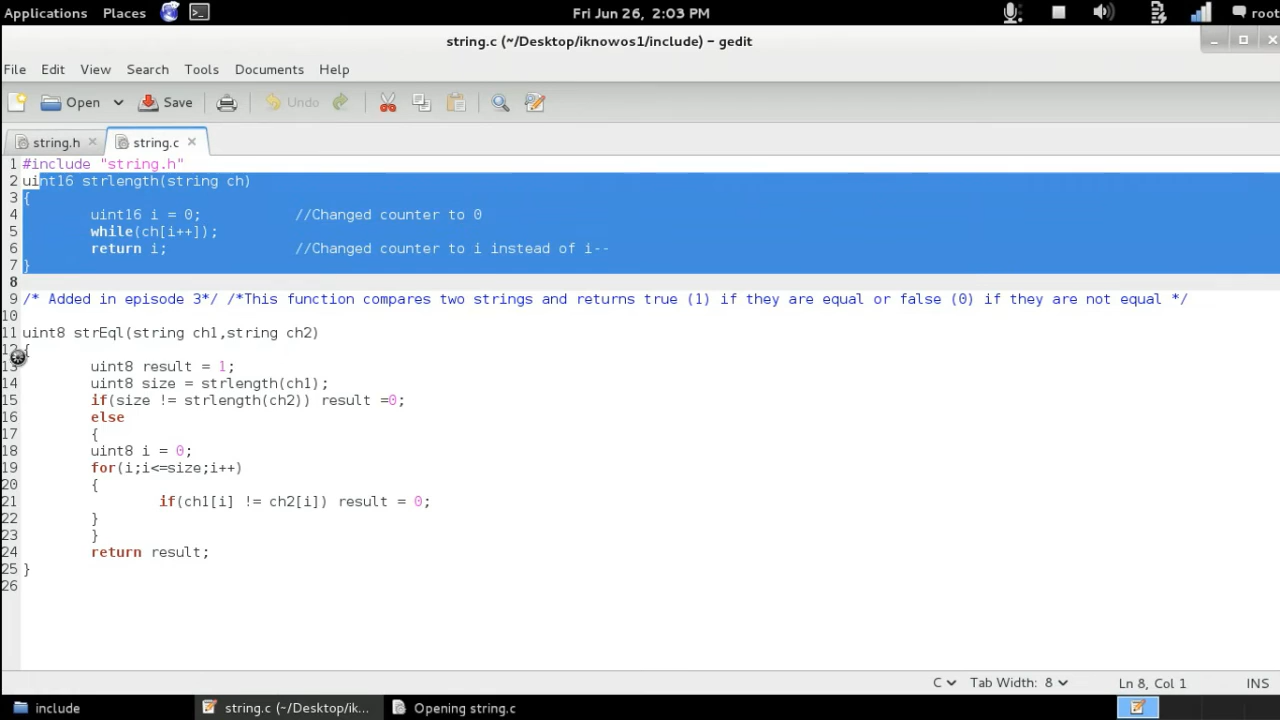 Applications Places Fri Jun 26, 2:03 PM root
string.c (~/Desktop/iknowos1/include) – gedit
File Edit View Search Tools Documents Help
Open Save Undo
string.h string.c
1 #include "string.h"
2 uint16 strlength(string ch)
3 {
4 uint16 i = 0; //Changed counter to 0
5 while(ch[i++]);
6 return i; //Changed counter to i instead of i--
7 }
8
9 /* Added in episode 3*/ /*This function compares two strings and returns true (1) if they are equal or false (0) if they are not equal */
10
11 uint8 strEql(string ch1,string ch2)
12 {
13 uint8 result = 1;
14 uint8 size = strlength(ch1);
15 if(size != strlength(ch2)) result =0;
16 else
17 {
18 uint8 i = 0;
19 for(i;i<=size;i++)
20 {
21 if(ch1[i] != ch2[i]) result = 0;
22 }
23 }
24 return result;
25 }
26
C Tab Width: 8 Ln 8, Col 1 INS
include string.c (~/Desktop/ik... Opening string.c